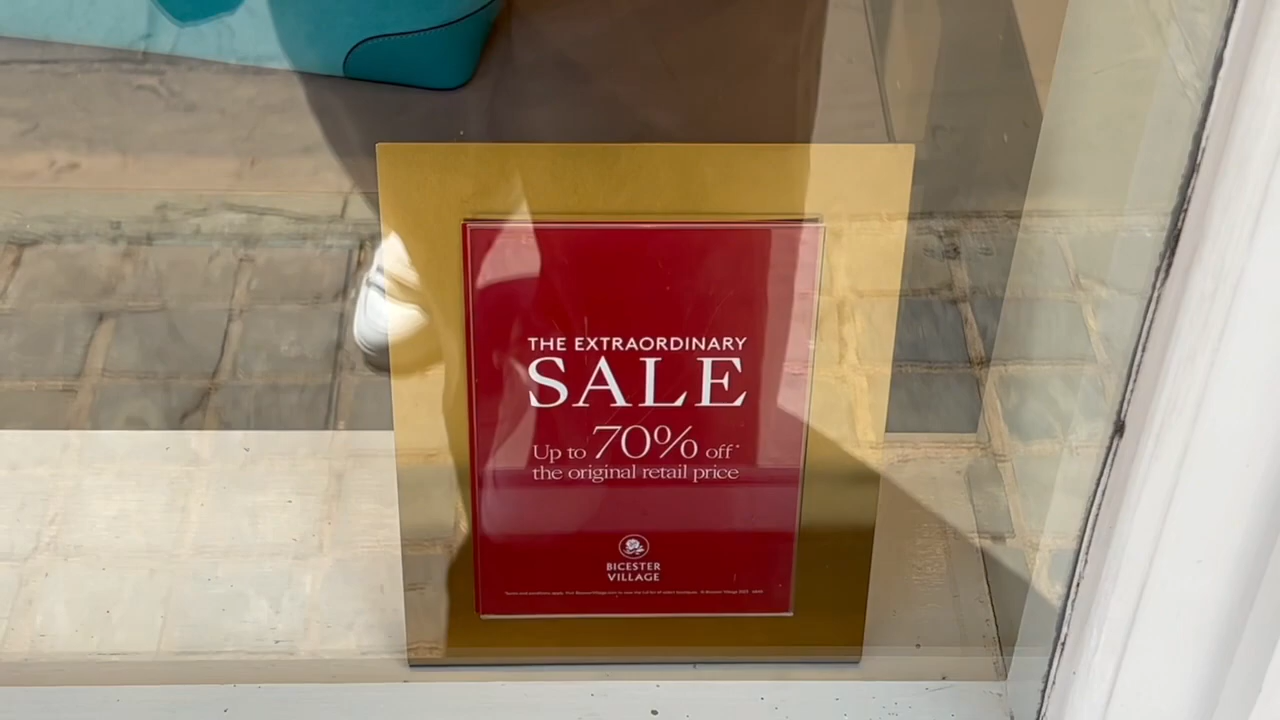 THE EXTRAORDINARY
SALE
Up to 70% off*
the original retail price
BICESTER
VILLAGE